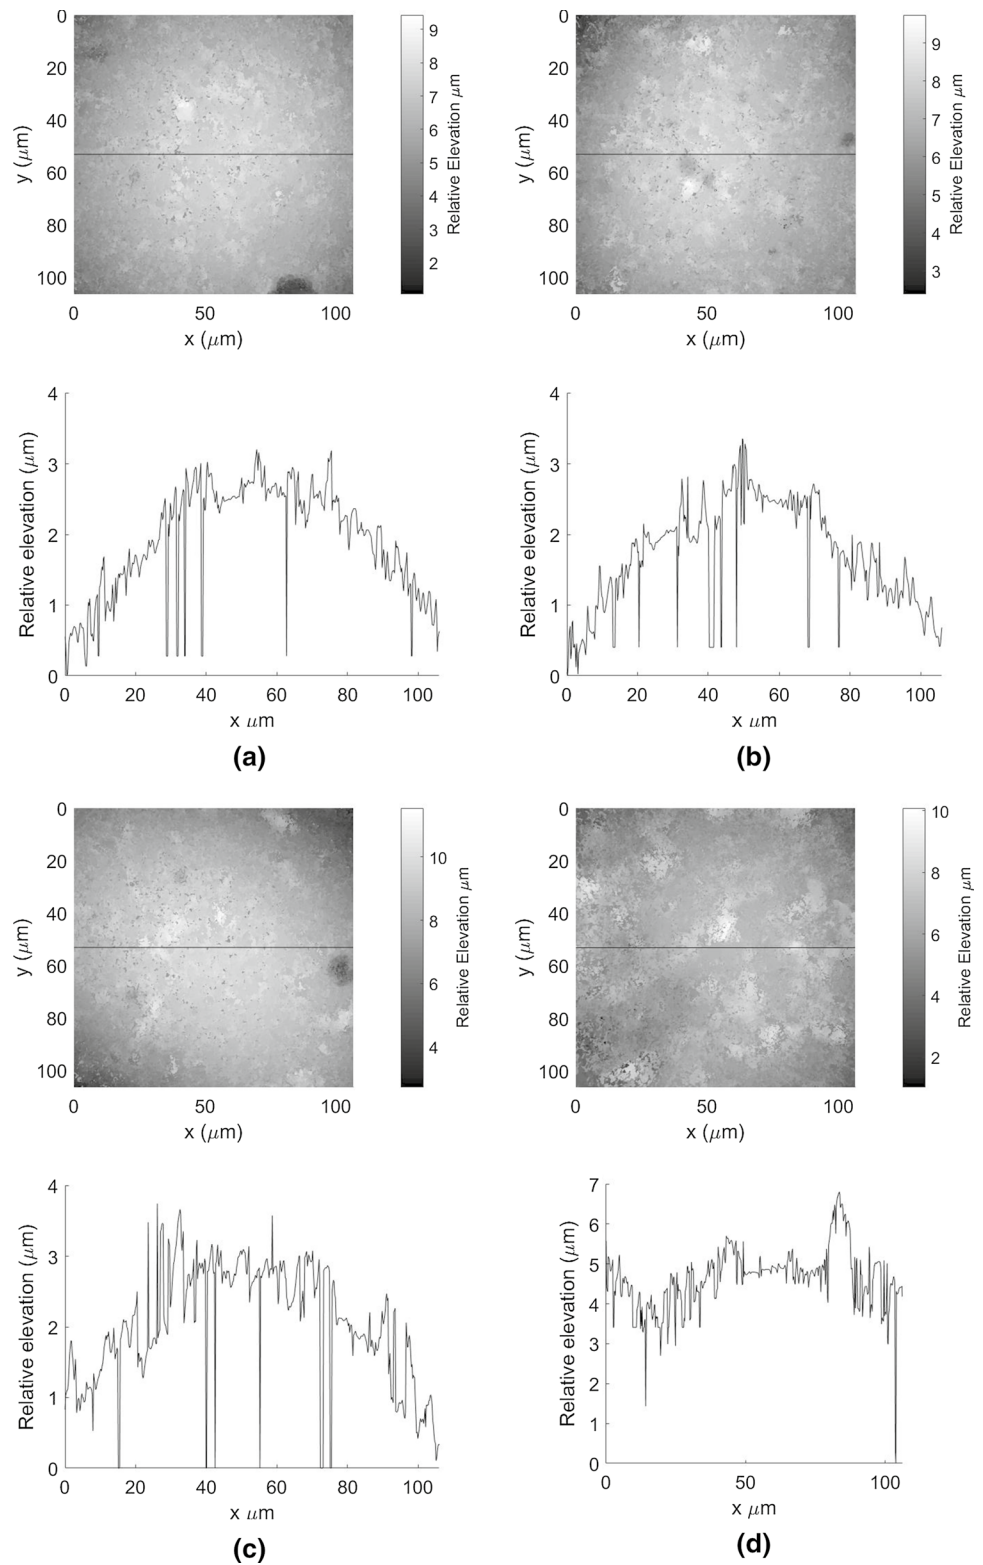 0
20
40
60
80
100
y (μm)
0 50 100
x (μm)
9
8
7
6
5
4
3
2
Relative Elevation μm
0
20
40
60
80
100
y (μm)
0 50 100
x (μm)
9
8
7
6
5
4
3
Relative Elevation μm
4
3
2
1
0
Relative elevation (μm)
0 20 40 60 80 100
x μm
(a)
4
3
2
1
0
Relative elevation (μm)
0 20 40 60 80 100
x μm
(b)
0
20
40
60
80
100
y (μm)
0 50 100
x (μm)
10
8
6
4
Relative Elevation μm
0
20
40
60
80
100
y (μm)
0 50 100
x (μm)
10
8
6
4
2
Relative Elevation μm
4
3
2
1
0
Relative elevation (μm)
0 20 40 60 80 100
x μm
(c)
7
6
5
4
3
2
1
0
Relative elevation (μm)
0 50 100
x μm
(d)